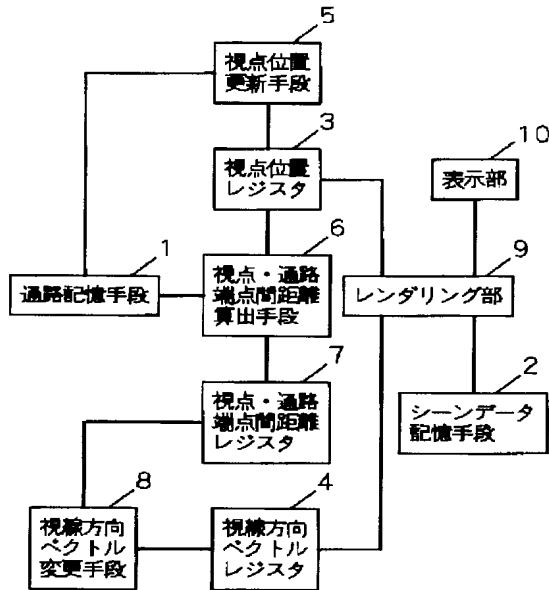 5
視点位置
更新手段
3
視点位置
レジスタ
10
表示部
6
視点・通路
端点間距離
算出手段
1
通路記憶手段
9
レンダリング部
7
視点・通路
端点間距離
レジスタ
2
シーンデータ
記憶手段
8
視線方向
ベクトル
変更手段
4
視線方向
ベクトル
レジスタ